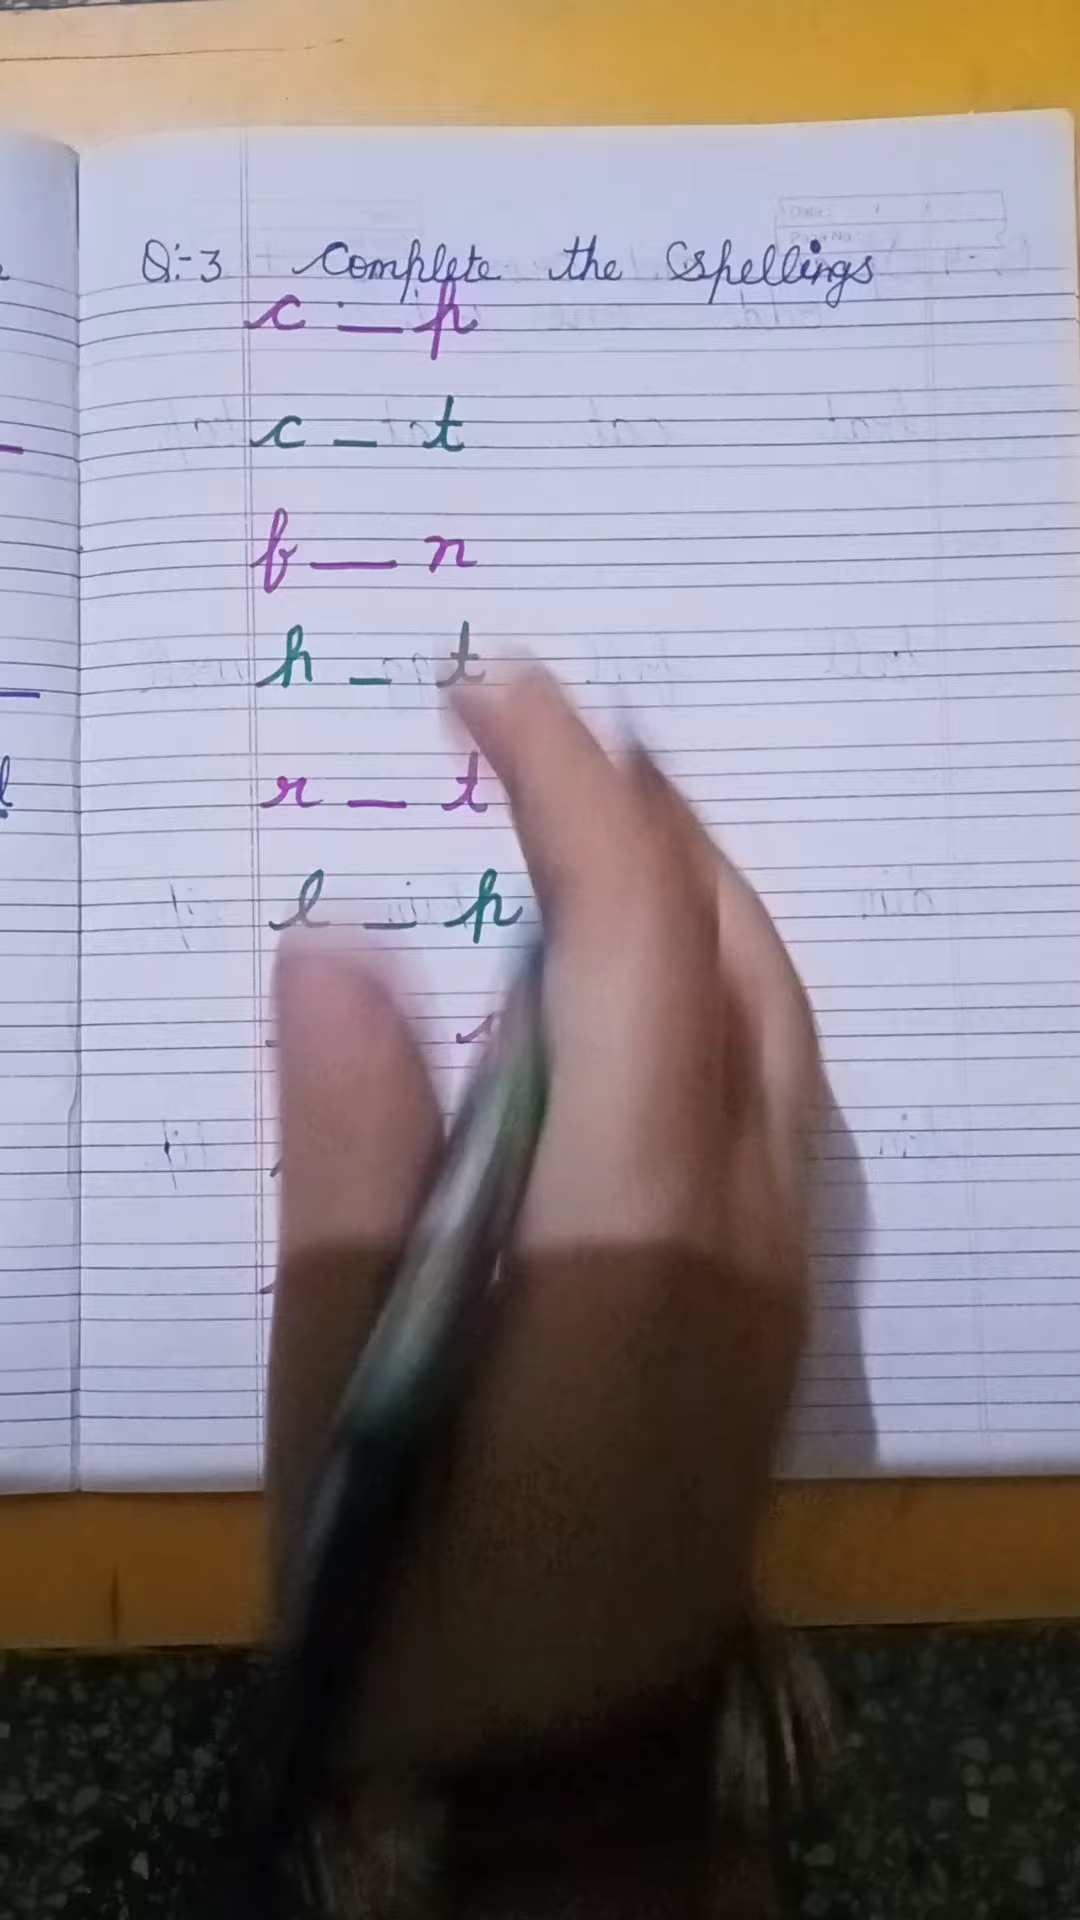 Q:-3 Complete the spellings
c _ p
c _ t
f _ n
h _ t
r _ t
l _ p